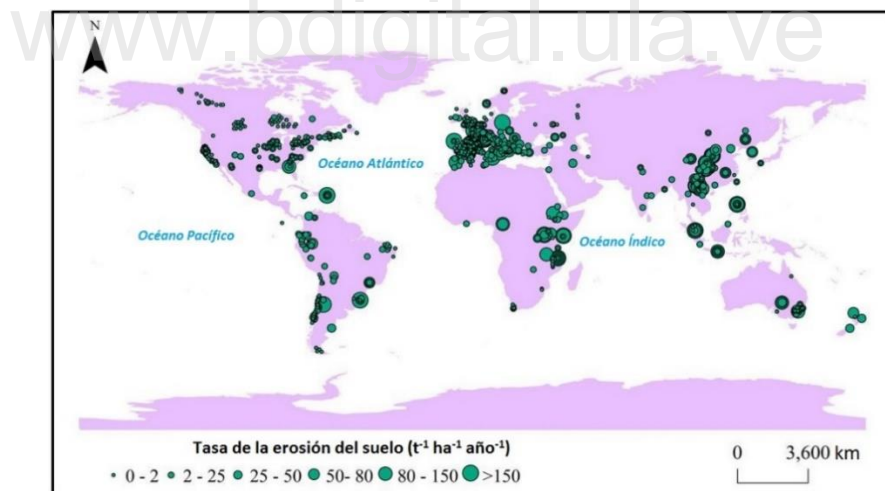 www.bdigital.ula.ve
N
Océano Atlántico
Océano Pacífico
Océano Índico
Tasa de la erosión del suelo (t⁻¹ ha⁻¹ año⁻¹)
0 - 2 2 - 25 25 - 50 50- 80 80 - 150 >150
0 3,600 km